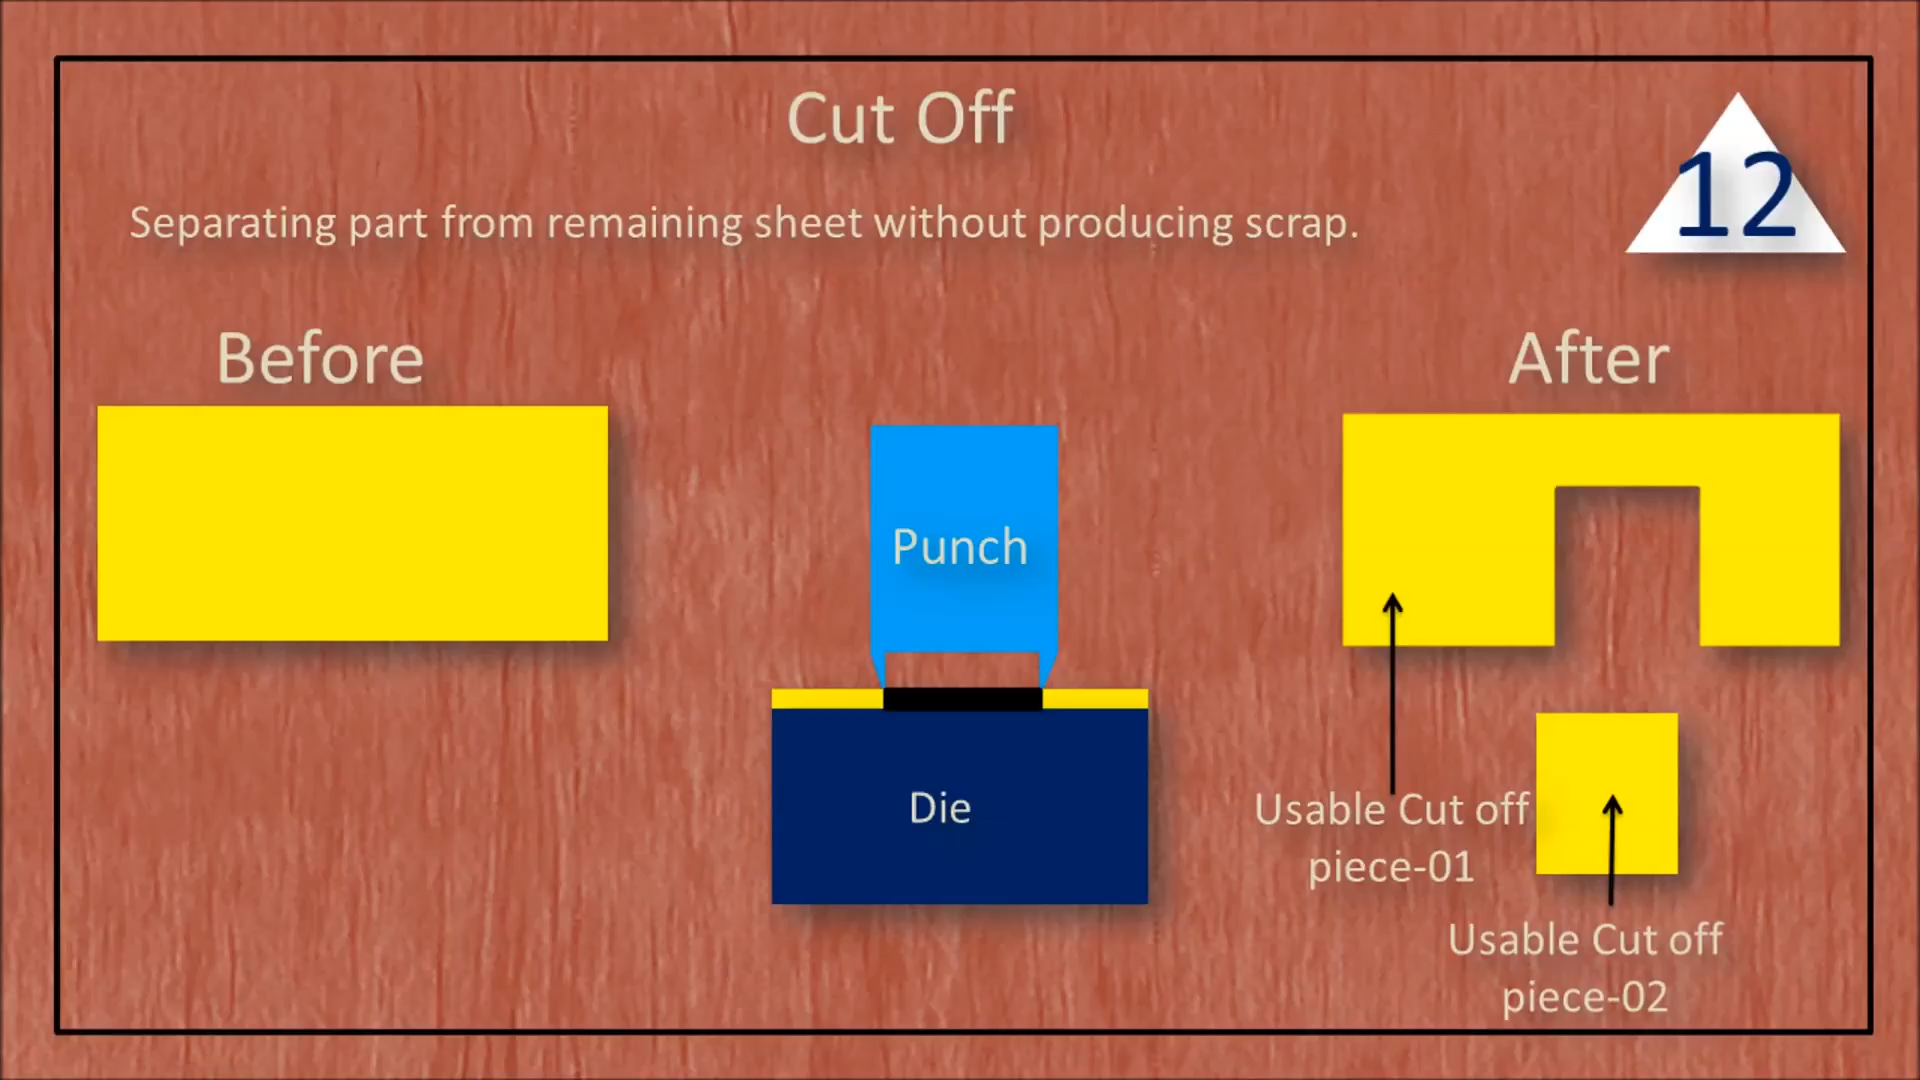 Cut Off
12
Separating part from remaining sheet without producing scrap.
Before
After
Punch
Die
Usable Cut off
piece-01
Usable Cut off
piece-02